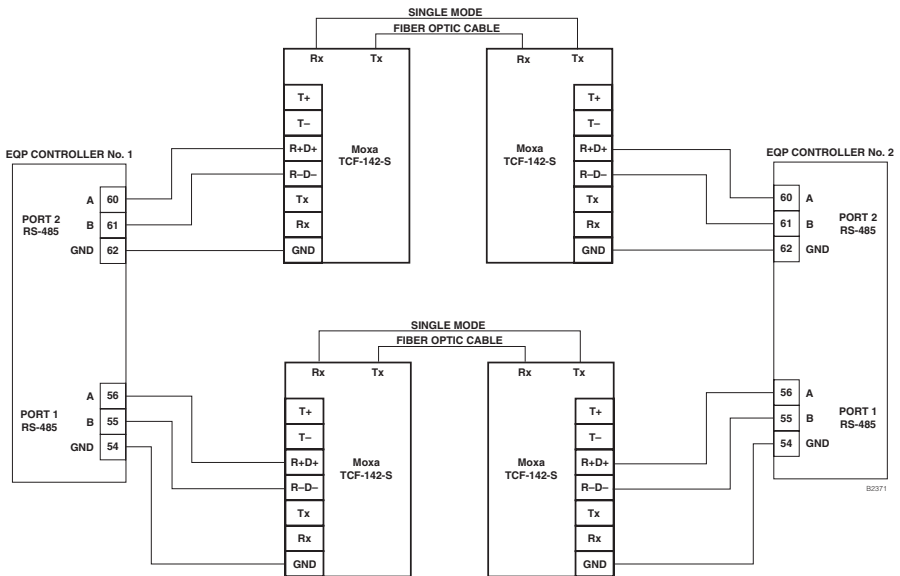 SINGLE MODE
FIBER OPTIC CABLE
Rx Tx
Rx Tx
T+
T–
R+D+
R–D–
Tx
Rx
GND
Moxa
TCF-142-S
Moxa
TCF-142-S
T+
T–
R+D+
R–D–
Tx
Rx
GND
EQP CONTROLLER No. 1
PORT 2
RS-485
A 60
B 61
GND 62
PORT 1
RS-485
A 56
B 55
GND 54
EQP CONTROLLER No. 2
60 A
61 B
62 GND
PORT 2
RS-485
56 A
55 B
54 GND
PORT 1
RS-485
B2371
SINGLE MODE
FIBER OPTIC CABLE
Rx Tx
Rx Tx
T+
T–
R+D+
R–D–
Tx
Rx
GND
Moxa
TCF-142-S
Moxa
TCF-142-S
T+
T–
R+D+
R–D–
Tx
Rx
GND